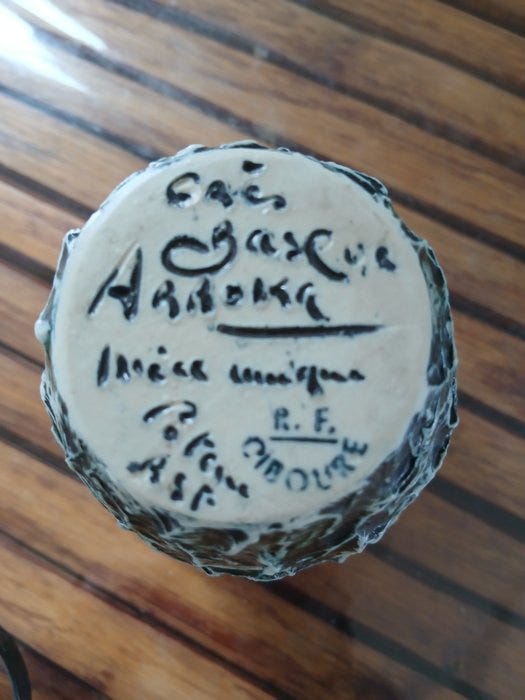 Grès
Basque
ARROKA
Pièce unique
R. F.
CIBOURE